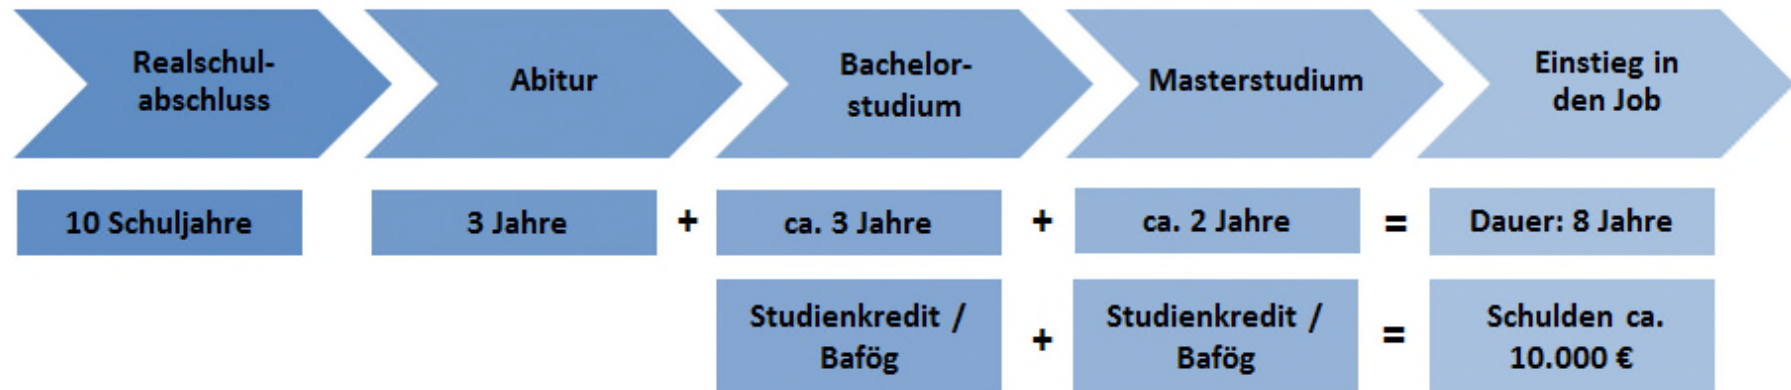 Realschul-
abschluss
Abitur
Bachelor-
studium
Masterstudium
Einstieg in
den Job
10 Schuljahre
3 Jahre
+
ca. 3 Jahre
+
ca. 2 Jahre
=
Dauer: 8 Jahre
Studienkredit /
Bafög
+
Studienkredit /
Bafög
=
Schulden ca.
10.000 €